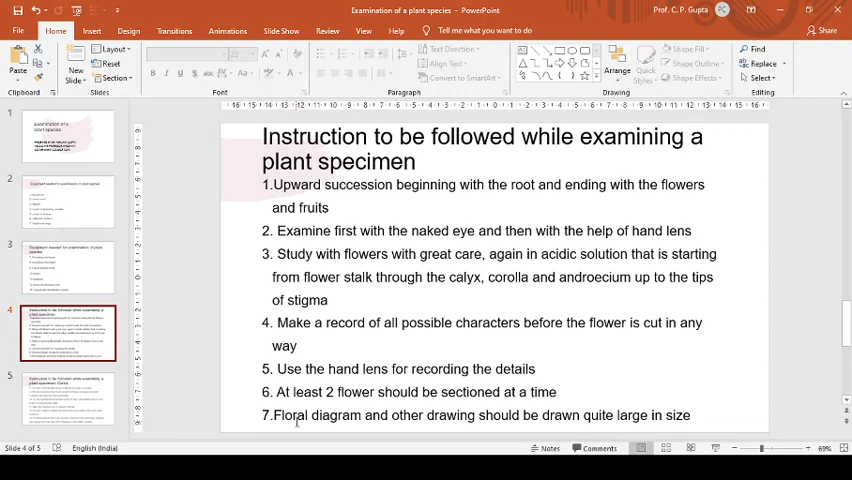 Examination of a plant species - PowerPoint
Prof. C. P. Gupta
PC
File Home Insert Draw Design Transitions Animations Slide Show Review View Help Tell me what you want to do Share
Paste
New Slide
Layout
Reset
Section
22
Text Direction
Align Text
Convert to SmartArt
Arrange
Quick Styles
Shape Fill
Shape Outline
Shape Effects
Find
Replace
Select
Clipboard Slides Font Paragraph Drawing Editing
1
2
3
4
5
Instruction to be followed while examining a
plant specimen
1.Upward succession beginning with the root and ending with the flowers
and fruits
2. Examine first with the naked eye and then with the help of hand lens
3. Study with flowers with great care, again in acidic solution that is starting
from flower stalk through the calyx, corolla and androecium up to the tips
of stigma
4. Make a record of all possible characters before the flower is cut in any
way
5. Use the hand lens for recording the details
6. At least 2 flower should be sectioned at a time
7.Floral diagram and other drawing should be drawn quite large in size
Slide 4 of 5 English (India) Notes Comments 69%